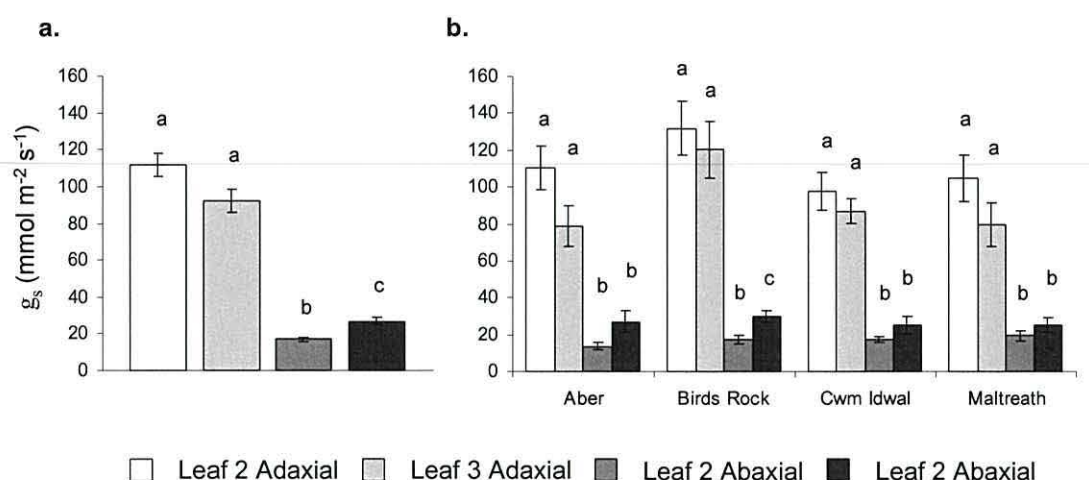 a.
160
140
120
100
80
60
40
20
0
gs (mmol m-2 s-1)
a
a
b
c
b.
160
140
120
100
80
60
40
20
0
a
a
b
b
a
a
b
c
a
a
b
b
a
a
b
b
Aber
Birds Rock
Cwm Idwal
Maltreath
Leaf 2 Adaxial
Leaf 3 Adaxial
Leaf 2 Abaxial
Leaf 2 Abaxial